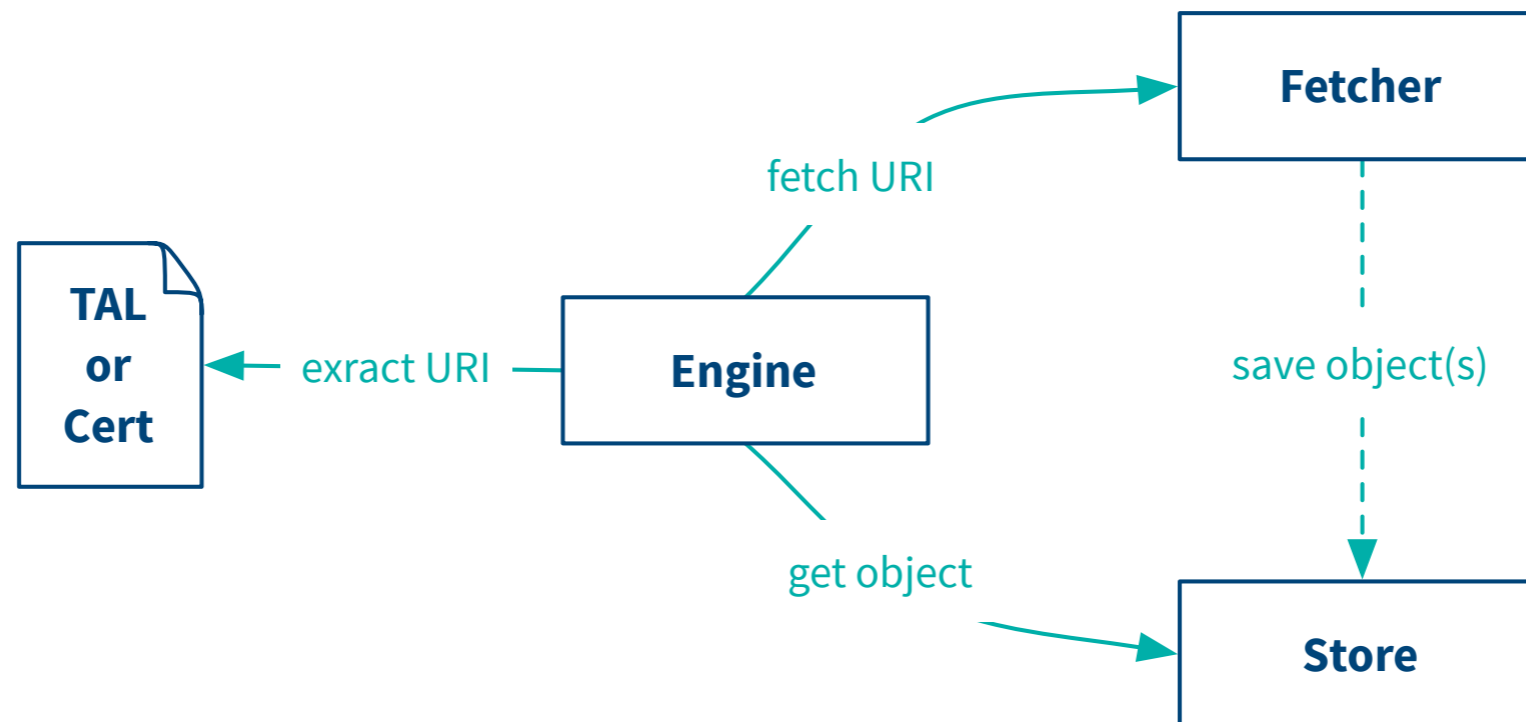 Fetcher
fetch URI
TAL
or
Cert
exract URI
Engine
save object(s)
get object
Store